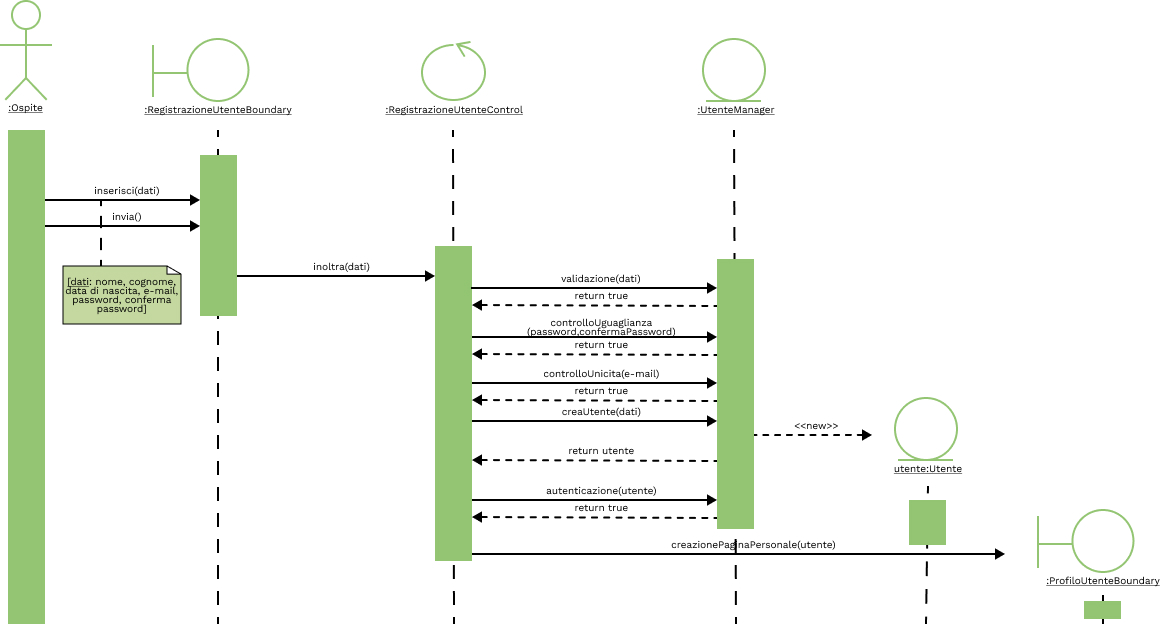 :Ospite
:RegistrazioneUtenteBoundary
:RegistrazioneUtenteControl
:UtenteManager
inserisci(dati)
invia()
[dati: nome, cognome,
data di nascita, e-mail,
password, conferma
password]
inoltra(dati)
validazione(dati)
return true
controlloUguaglianza
(password,confermaPassword)
return true
controlloUnicita(e-mail)
return true
creaUtente(dati)
<<new>>
return utente
utente:Utente
autenticazione(utente)
return true
creazionePaginaPersonale(utente)
:ProfiloUtenteBoundary